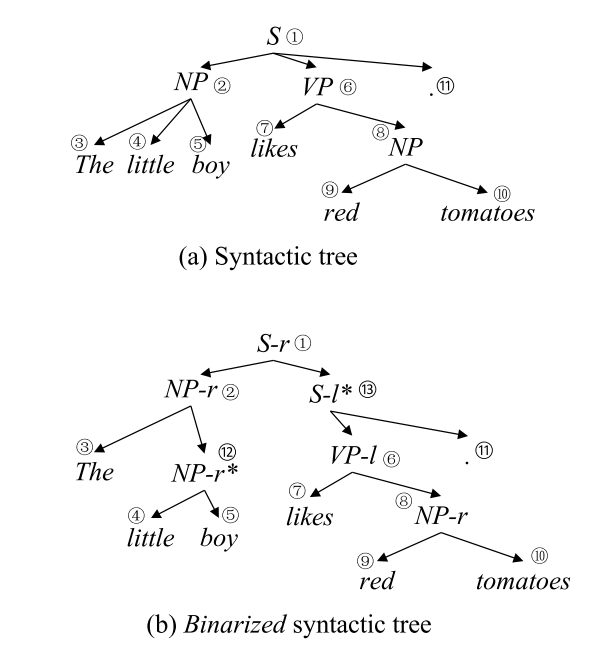 S ①
NP ② VP ⑥ . ⑪
③ ④ ⑤ ⑦ ⑧
The little boy likes NP
⑨ ⑩
red tomatoes
(a) Syntactic tree
S-r ①
NP-r ② S-l* ⑬
③ ⑫ ⑪
The NP-r* VP-l ⑥ .
④ ⑤ ⑦ ⑧
little boy likes NP-r
⑨ ⑩
red tomatoes
(b) Binarized syntactic tree